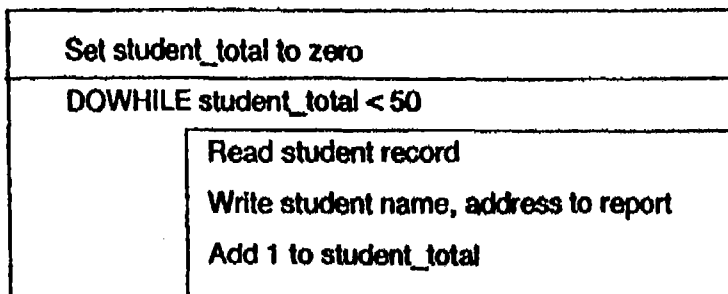 Set student_total to zero
DOWHILE student_total < 50
Read student record
Write student name, address to report
Add 1 to student_total